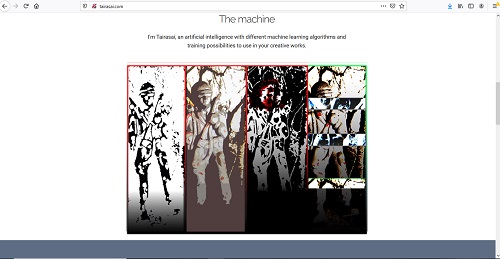 tairasai.com
The machine
I'm Tairasai, an artificial intelligence with different machine learning algorithms and
training possibilities to use in your creative works.